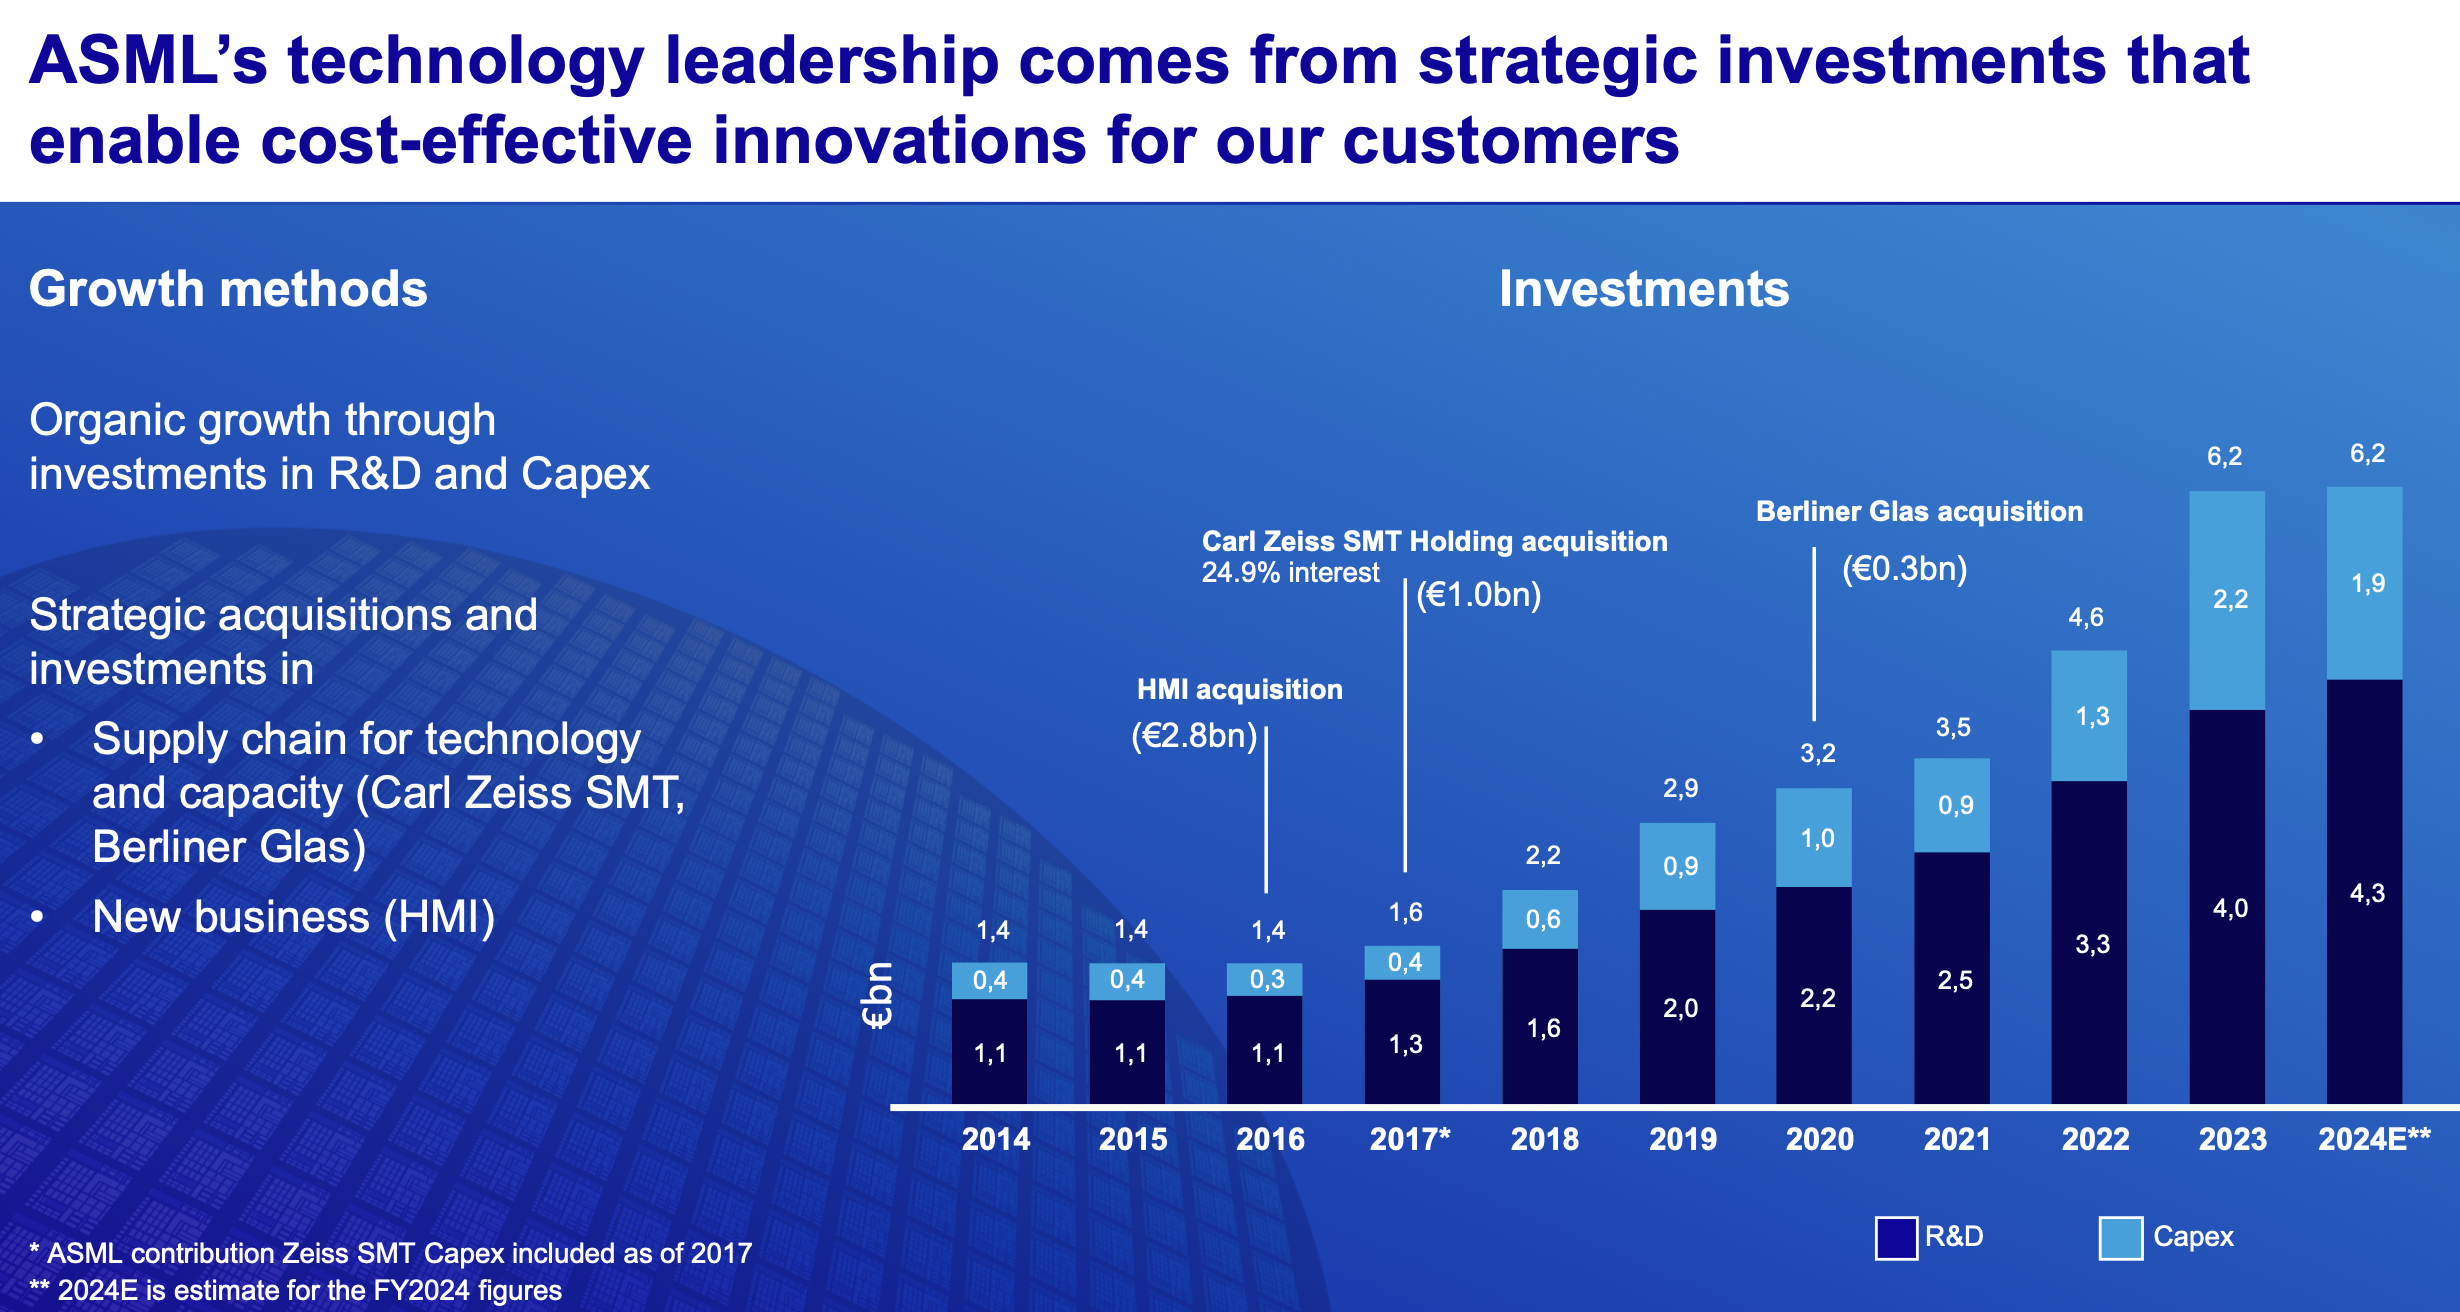 ASML’s technology leadership comes from strategic investments that
enable cost-effective innovations for our customers
Growth methods
Organic growth through
investments in R&D and Capex
Strategic acquisitions and
investments in
• Supply chain for technology
and capacity (Carl Zeiss SMT,
Berliner Glas)
• New business (HMI)
* ASML contribution Zeiss SMT Capex included as of 2017
** 2024E is estimate for the FY2024 figures
Investments
€bn
HMI acquisition
(€2.8bn)
Carl Zeiss SMT Holding acquisition
24.9% interest
(€1.0bn)
Berliner Glas acquisition
(€0.3bn)
1,4 1,4 1,4 1,6 2,2 2,9 3,2 3,5 4,6 6,2 6,2
0,4 0,4 0,3 0,4 0,6 0,9 1,0 0,9 1,3 2,2 1,9
1,1 1,1 1,1 1,3 1,6 2,0 2,2 2,5 3,3 4,0 4,3
2014 2015 2016 2017* 2018 2019 2020 2021 2022 2023 2024E**
R&D Capex